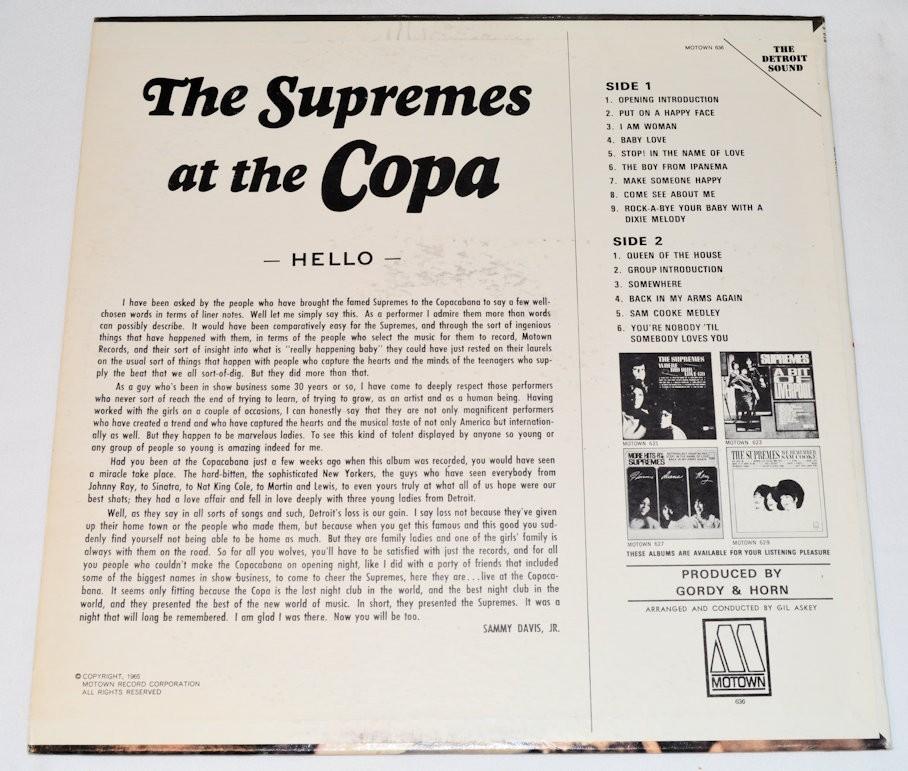 The Supremes
at the Copa
— HELLO —
I have been asked by the people who have brought the famed Supremes to the Copacabana to say a few well-
chosen words in terms of liner notes. Well let me simply say this. As a performer I admire them more than words
can possibly describe. It would have been comparatively easy for the Supremes, and through the sort of ingenious
things that have happened with them, in terms of the people who select the music for them to record, Motown
Records, and their sort of insight into what is "really happening baby" they could have just rested on their laurels
on the usual sort of things that happen with people who capture the hearts and the minds of the teenagers who sup-
ply the beat that we all sort-of-dig. But they did more than that.
As a guy who's been in show business some 30 years or so, I have come to deeply respect those performers
who never sort of reach the end of trying to learn, of trying to grow, as an artist and as a human being. Having
worked with the girls on a couple of occasions, I can honestly say that they are not only magnificent performers
who have created a trend and who have captured the hearts and the musical taste of not only America but internation-
ally as well. But they happen to be marvelous ladies. To see this kind of talent displayed by anyone so young or
any group of people so young is amazing indeed for me.
Had you been at the Copacabana just a few weeks ago when this album was recorded, you would have seen
a miracle take place. The hard-bitten, the sophisticated New Yorkers, the guys who have seen everybody from
Johnny Ray, to Sinatra, to Nat King Cole, to Martin and Lewis, to even yours truly at what all of us hope were our
best shots; they had a love affair and fell in love deeply with three young ladies from Detroit.
Well, as they say in all sorts of songs and such, Detroit's loss is our gain. I say loss not because they've given
up their home town or the people who made them, but because when you get this famous and this good you sud-
denly find yourself not being able to be home as much. But they are family ladies and one of the girls' family is
always with them on the road. So for all you wolves, you'll have to be satisfied with just the records, and for all
you people who couldn't make the Copacabana on opening night, like I did with a party of friends that included
some of the biggest names in show business, to come to cheer the Supremes, here they are...live at the Copaca-
bana. It seems only fitting because the Copa is the last night club in the world, and the best night club in the
world, and they presented the best of the new world of music. In short, they presented the Supremes. It was a
night that will long be remembered. I am glad I was there. Now you will be too.
SAMMY DAVIS, JR.
© COPYRIGHT, 1965
MOTOWN RECORD CORPORATION
ALL RIGHTS RESERVED
MOTOWN 636
THE
DETROIT
SOUND
SIDE 1
1. OPENING INTRODUCTION
2. PUT ON A HAPPY FACE
3. I AM WOMAN
4. BABY LOVE
5. STOP! IN THE NAME OF LOVE
6. THE BOY FROM IPANEMA
7. MAKE SOMEONE HAPPY
8. COME SEE ABOUT ME
9. ROCK-A-BYE YOUR BABY WITH A
DIXIE MELODY
SIDE 2
1. QUEEN OF THE HOUSE
2. GROUP INTRODUCTION
3. SOMEWHERE
4. BACK IN MY ARMS AGAIN
5. SAM COOKE MEDLEY
6. YOU'RE NOBODY 'TIL
SOMEBODY LOVES YOU
THE SUPREMES
WHERE
DID OUR
LOVE GO
MOTOWN 621
SUPREMES
A BIT
OF
MOTOWN 623
MORE HITS BY
SUPREMES
MOTOWN 627
THE SUPREMES
WE REMEMBER
SAM COOKE
MOTOWN 629
THESE ALBUMS ARE AVAILABLE FOR YOUR LISTENING PLEASURE
PRODUCED BY
GORDY & HORN
ARRANGED AND CONDUCTED BY GIL ASKEY
M
MOTOWN
636